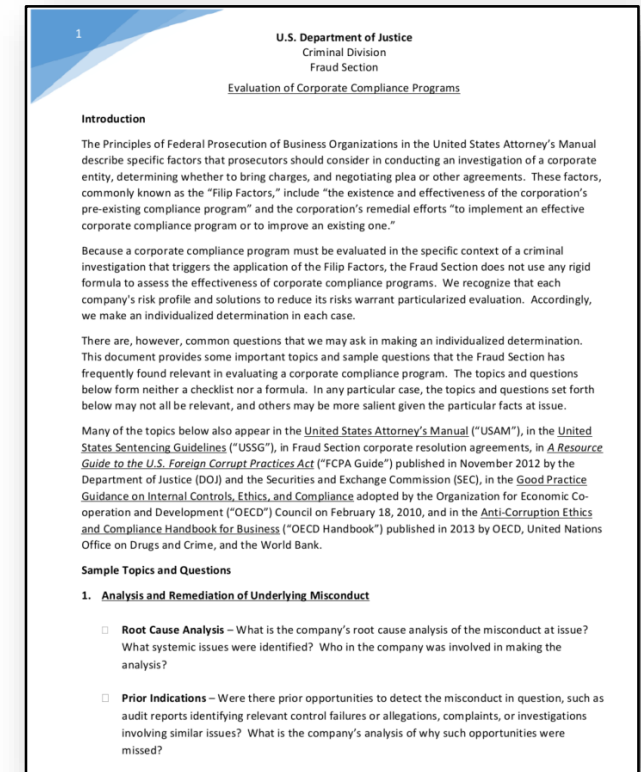 1
U.S. Department of Justice
Criminal Division
Fraud Section
Evaluation of Corporate Compliance Programs
Introduction
The Principles of Federal Prosecution of Business Organizations in the United States Attorney’s Manual
describe specific factors that prosecutors should consider in conducting an investigation of a corporate
entity, determining whether to bring charges, and negotiating plea or other agreements. These factors,
commonly known as the “Filip Factors,” include “the existence and effectiveness of the corporation’s
pre-existing compliance program” and the corporation’s remedial efforts “to implement an effective
corporate compliance program or to improve an existing one.”
Because a corporate compliance program must be evaluated in the specific context of a criminal
investigation that triggers the application of the Filip Factors, the Fraud Section does not use any rigid
formula to assess the effectiveness of corporate compliance programs. We recognize that each
company’s risk profile and solutions to reduce its risks warrant particularized evaluation. Accordingly,
we make an individualized determination in each case.
There are, however, common questions that we may ask in making an individualized determination.
This document provides some important topics and sample questions that the Fraud Section has
frequently found relevant in evaluating a corporate compliance program. The topics and questions
below form neither a checklist nor a formula. In any particular case, the topics and questions set forth
below may not all be relevant, and others may be more salient given the particular facts at issue.
Many of the topics below also appear in the United States Attorney’s Manual (“USAM”), in the United
States Sentencing Guidelines (“USSG”), in Fraud Section corporate resolution agreements, in A Resource
Guide to the U.S. Foreign Corrupt Practices Act (“FCPA Guide”) published in November 2012 by the
Department of Justice (DOJ) and the Securities and Exchange Commission (SEC), in the Good Practice
Guidance on Internal Controls, Ethics, and Compliance adopted by the Organization for Economic Co-
operation and Development (“OECD”) Council on February 18, 2010, and in the Anti-Corruption Ethics
and Compliance Handbook for Business (“OECD Handbook”) published in 2013 by OECD, United Nations
Office on Drugs and Crime, and the World Bank.
Sample Topics and Questions
1. Analysis and Remediation of Underlying Misconduct
Root Cause Analysis – What is the company’s root cause analysis of the misconduct at issue?
What systemic issues were identified? Who in the company was involved in making the
analysis?
Prior Indications – Were there prior opportunities to detect the misconduct in question, such as
audit reports identifying relevant control failures or allegations, complaints, or investigations
involving similar issues? What is the company’s analysis of why such opportunities were
missed?